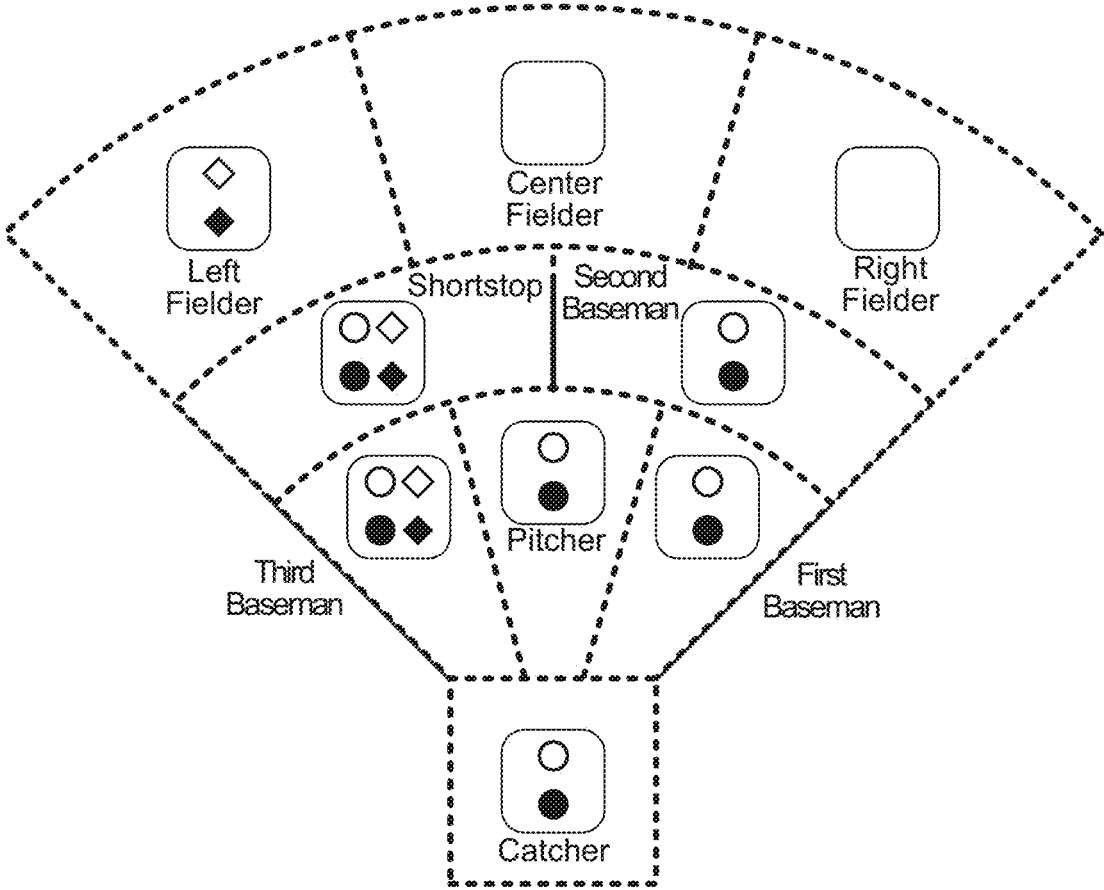 Center
Fielder
Left
Fielder
Right
Fielder
Shortstop
Second
Baseman
Pitcher
Third
Baseman
First
Baseman
Catcher